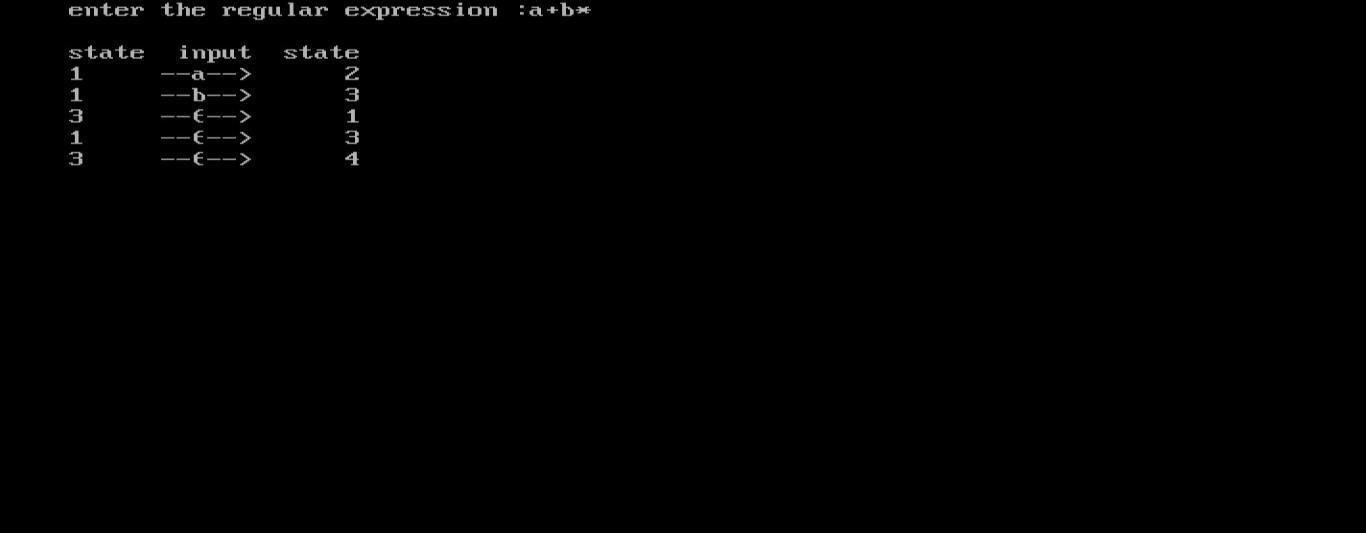 enter the regular expression :a+b*
state input state
1 --a--> 2
1 --b--> 3
3 --ϵ--> 1
1 --ϵ--> 3
3 --ϵ--> 4